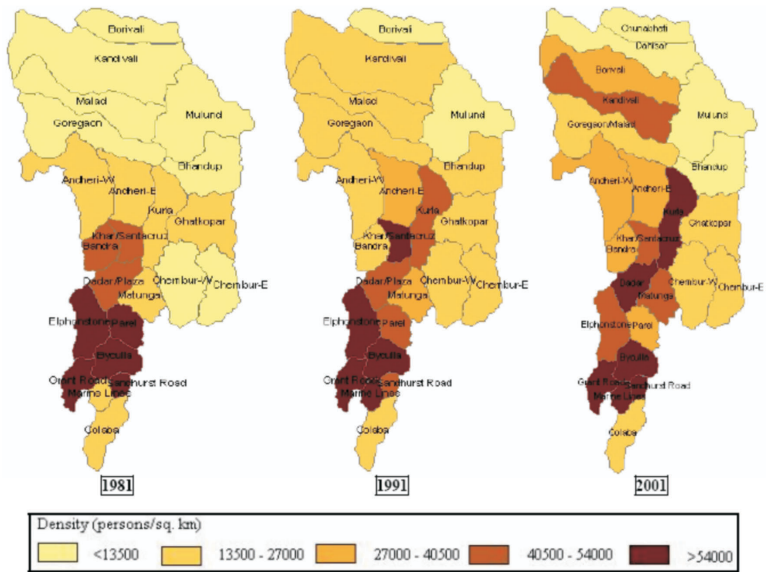 Borivali
Kandivali
Malad
Goregaon
Mulund
Bhandup
Andheri-W
Andheri-E
Kurla
Ghatkopar
Khar/Santacruz
Bandra
Dadar/Plaza
Matunga
Chembur-W
Chembur-E
Elphonstone
Parel
Byculla
Grant Road
Sandhurst Road
Marine Lines
Colaba
1981
Borivali
Kandivali
Malad
Goregaon
Mulund
Bhandup
Andheri-W
Andheri-E
Kurla
Ghatkopar
Khar/Santacruz
Bandra
Dadar/Plaza
Matunga
Chembur-W
Chembur-E
Elphonstone
Parel
Byculla
Grant Road
Sandhurst Road
Marine Lines
Colaba
1991
Chunabhati
Dahisar
Borivali
Kandivali
Goregaon/Malad
Mulund
Bhandup
Andheri-W
Andheri-E
Kurla
Ghatkopar
Khar/Santacruz
Bandra
Dadar
Matunga
Chembur-W
Chembur-E
Elphonstone
Parel
Byculla
Grant Road
Sandhurst Road
Marine Lines
Colaba
2001
Density (persons/sq. km)
<13500
13500 - 27000
27000 - 40500
40500 - 54000
>54000